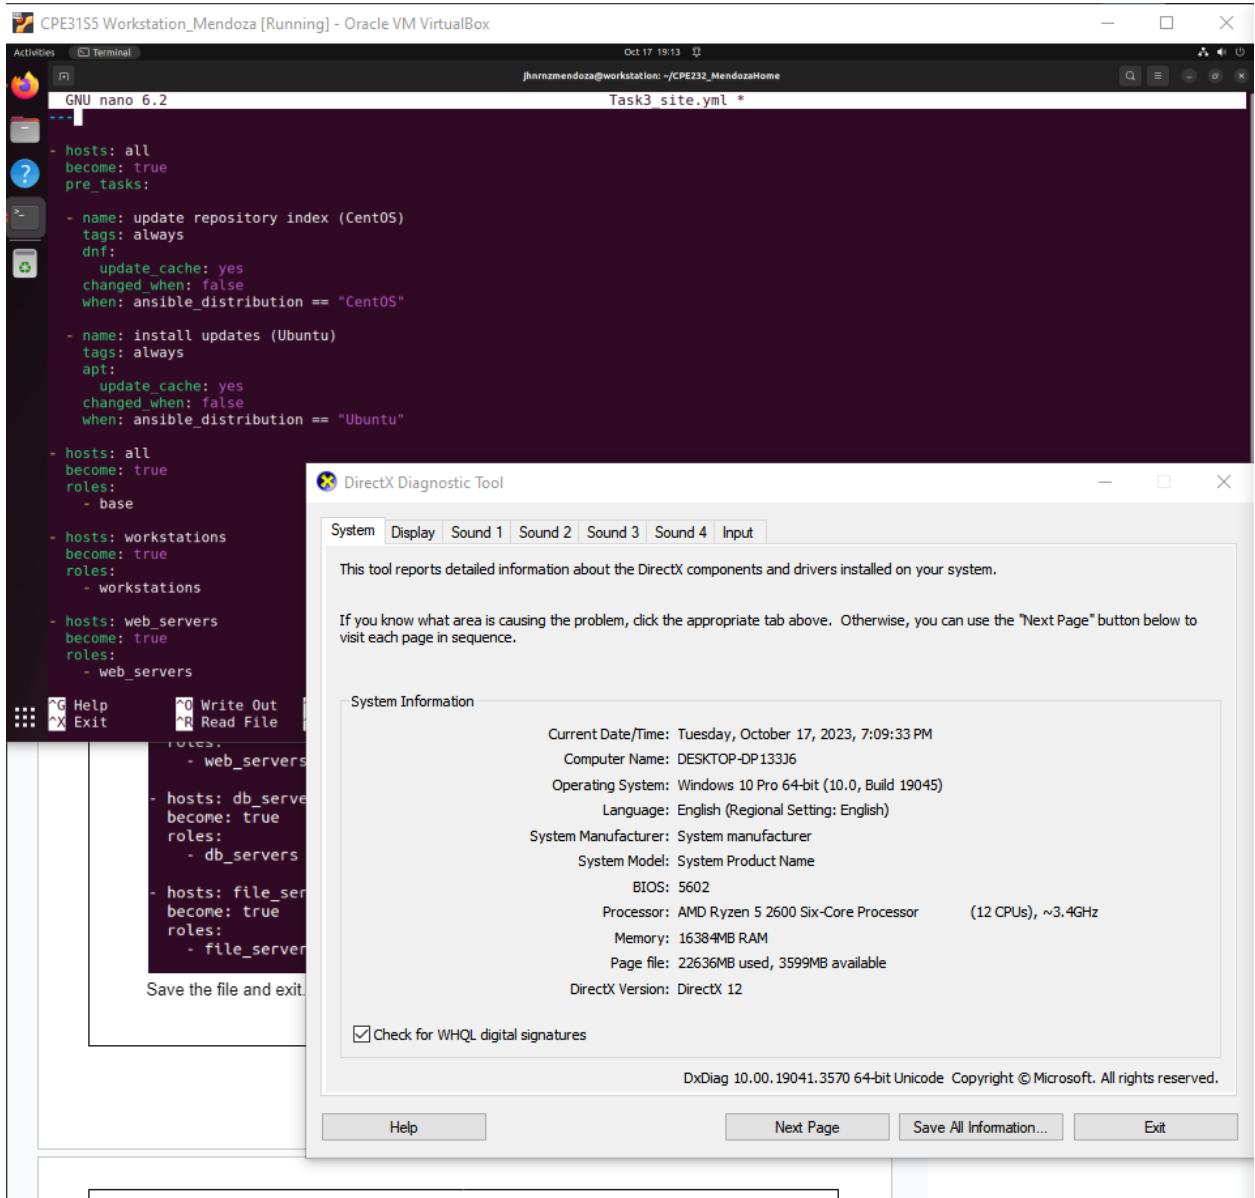 CPE31S5 Workstation_Mendoza [Running] - Oracle VM VirtualBox
Activities Terminal Oct 17 19:13
jhnrnzmendoza@workstation: ~/CPE232_MendozaHome
GNU nano 6.2 Task3_site.yml *
---
- hosts: all
become: true
pre_tasks:
- name: update repository index (CentOS)
tags: always
dnf:
update_cache: yes
changed_when: false
when: ansible_distribution == "CentOS"
- name: install updates (Ubuntu)
tags: always
apt:
update_cache: yes
changed_when: false
when: ansible_distribution == "Ubuntu"
- hosts: all
become: true
roles:
- base
- hosts: workstations
become: true
roles:
- workstations
- hosts: web_servers
become: true
roles:
- web_servers
^G Help ^O Write Out
^X Exit ^R Read File
roles:
- web_servers
- hosts: db_serve
become: true
roles:
- db_servers
- hosts: file_ser
become: true
roles:
- file_server
Save the file and exit.
DirectX Diagnostic Tool
System Display Sound 1 Sound 2 Sound 3 Sound 4 Input
This tool reports detailed information about the DirectX components and drivers installed on your system.
If you know what area is causing the problem, click the appropriate tab above. Otherwise, you can use the "Next Page" button below to
visit each page in sequence.
System Information
Current Date/Time: Tuesday, October 17, 2023, 7:09:33 PM
Computer Name: DESKTOP-DP133J6
Operating System: Windows 10 Pro 64-bit (10.0, Build 19045)
Language: English (Regional Setting: English)
System Manufacturer: System manufacturer
System Model: System Product Name
BIOS: 5602
Processor: AMD Ryzen 5 2600 Six-Core Processor (12 CPUs), ~3.4GHz
Memory: 16384MB RAM
Page file: 22636MB used, 3599MB available
DirectX Version: DirectX 12
Check for WHQL digital signatures
DxDiag 10.00.19041.3570 64-bit Unicode Copyright © Microsoft. All rights reserved.
Help Next Page Save All Information... Exit